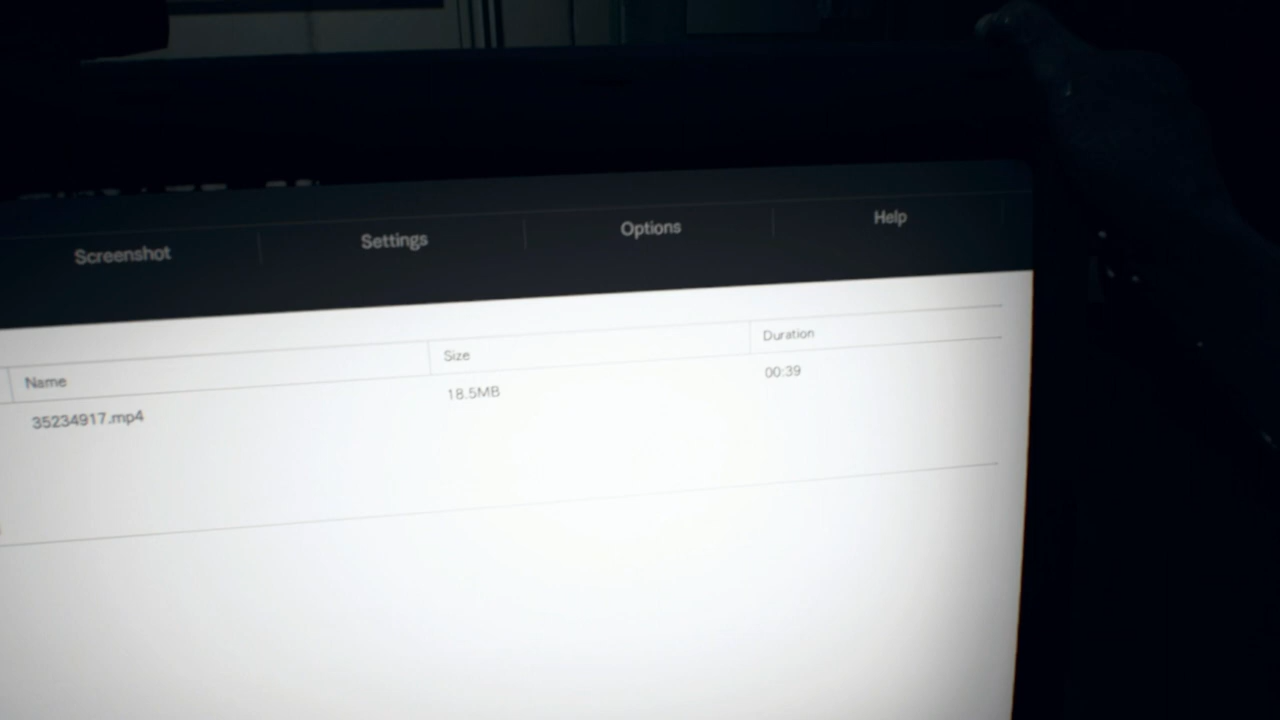 Screenshot Settings Options Help
Name Size Duration
35234917.mp4 18.5MB 00:39